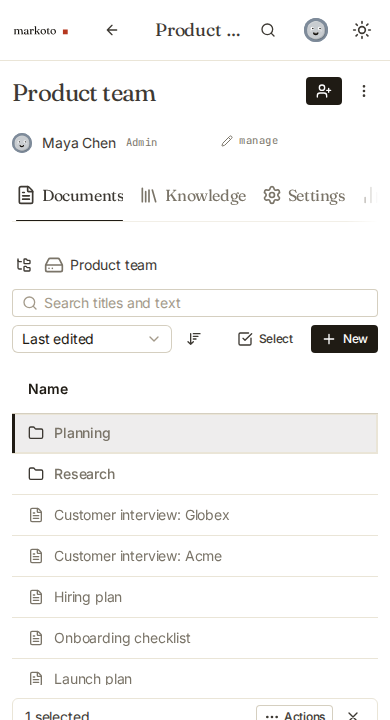 markoto
Product ...
Product team
Maya Chen Admin
manage
Documents Knowledge Settings
Product team
Search titles and text
Last edited
Select
New
Name
Planning
Research
Customer interview: Globex
Customer interview: Acme
Hiring plan
Onboarding checklist
Launch plan
1 selected
Actions